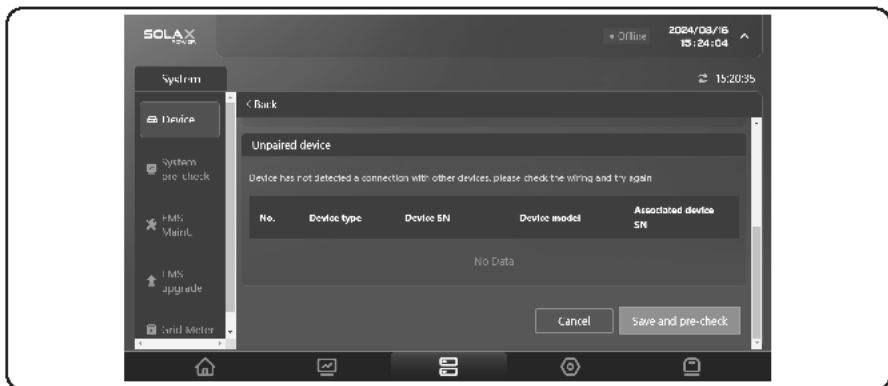 SOLAX
POWER
Offline
2024/08/16
15:24:04
System
15:20:35
< Back
Device
Unpaired device
System
pre-check
Device has not detected a connection with other devices, please check the wiring and try again
No.
Device type
Device SN
Device model
Associated device
SN
EMS
Maint.
No Data
EMS
upgrade
Cancel
Save and pre-check
Grid Meter